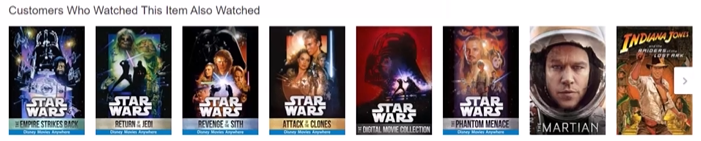 Customers Who Watched This Item Also Watched
STAR
WARS
THE EMPIRE STRIKES BACK
Disney Movies Anywhere
STAR
WARS
RETURN OF THE JEDI
Disney Movies Anywhere
STAR
WARS
REVENGE OF THE SITH
Disney Movies Anywhere
STAR
WARS
ATTACK OF THE CLONES
Disney Movies Anywhere
STAR
WARS
THE DIGITAL MOVIE COLLECTION
STAR
WARS
THE PHANTOM MENACE
Disney Movies Anywhere
THE MARTIAN
INDIANA JONES
AND THE
RAIDERS OF THE
LOST ARK